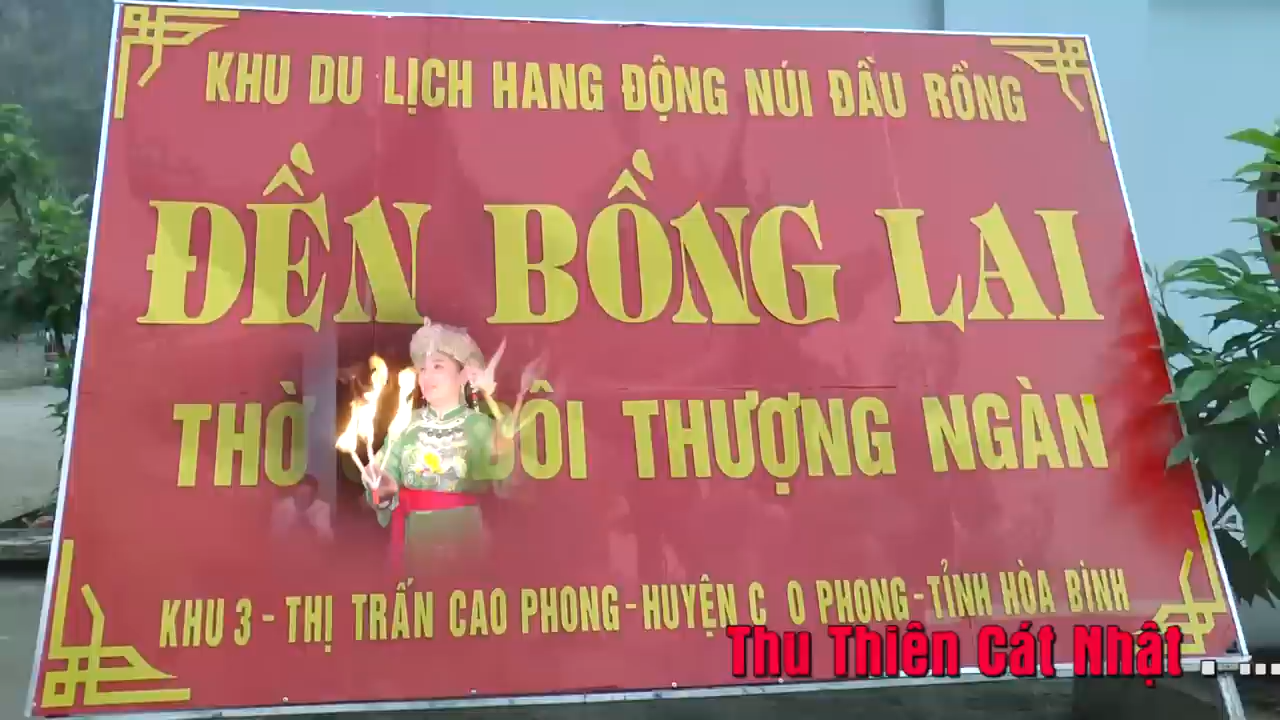 KHU DU LỊCH HANG ĐỘNG NÚI ĐẦU RỒNG
ĐỀN BỒNG LAI
THỜ ĐÔI THƯỢNG NGÀN
KHU 3 - THỊ TRẤN CAO PHONG - HUYỆN C O PHONG - TỈNH HÒA BÌNH
Thu Thiên Cát Nhật . ...